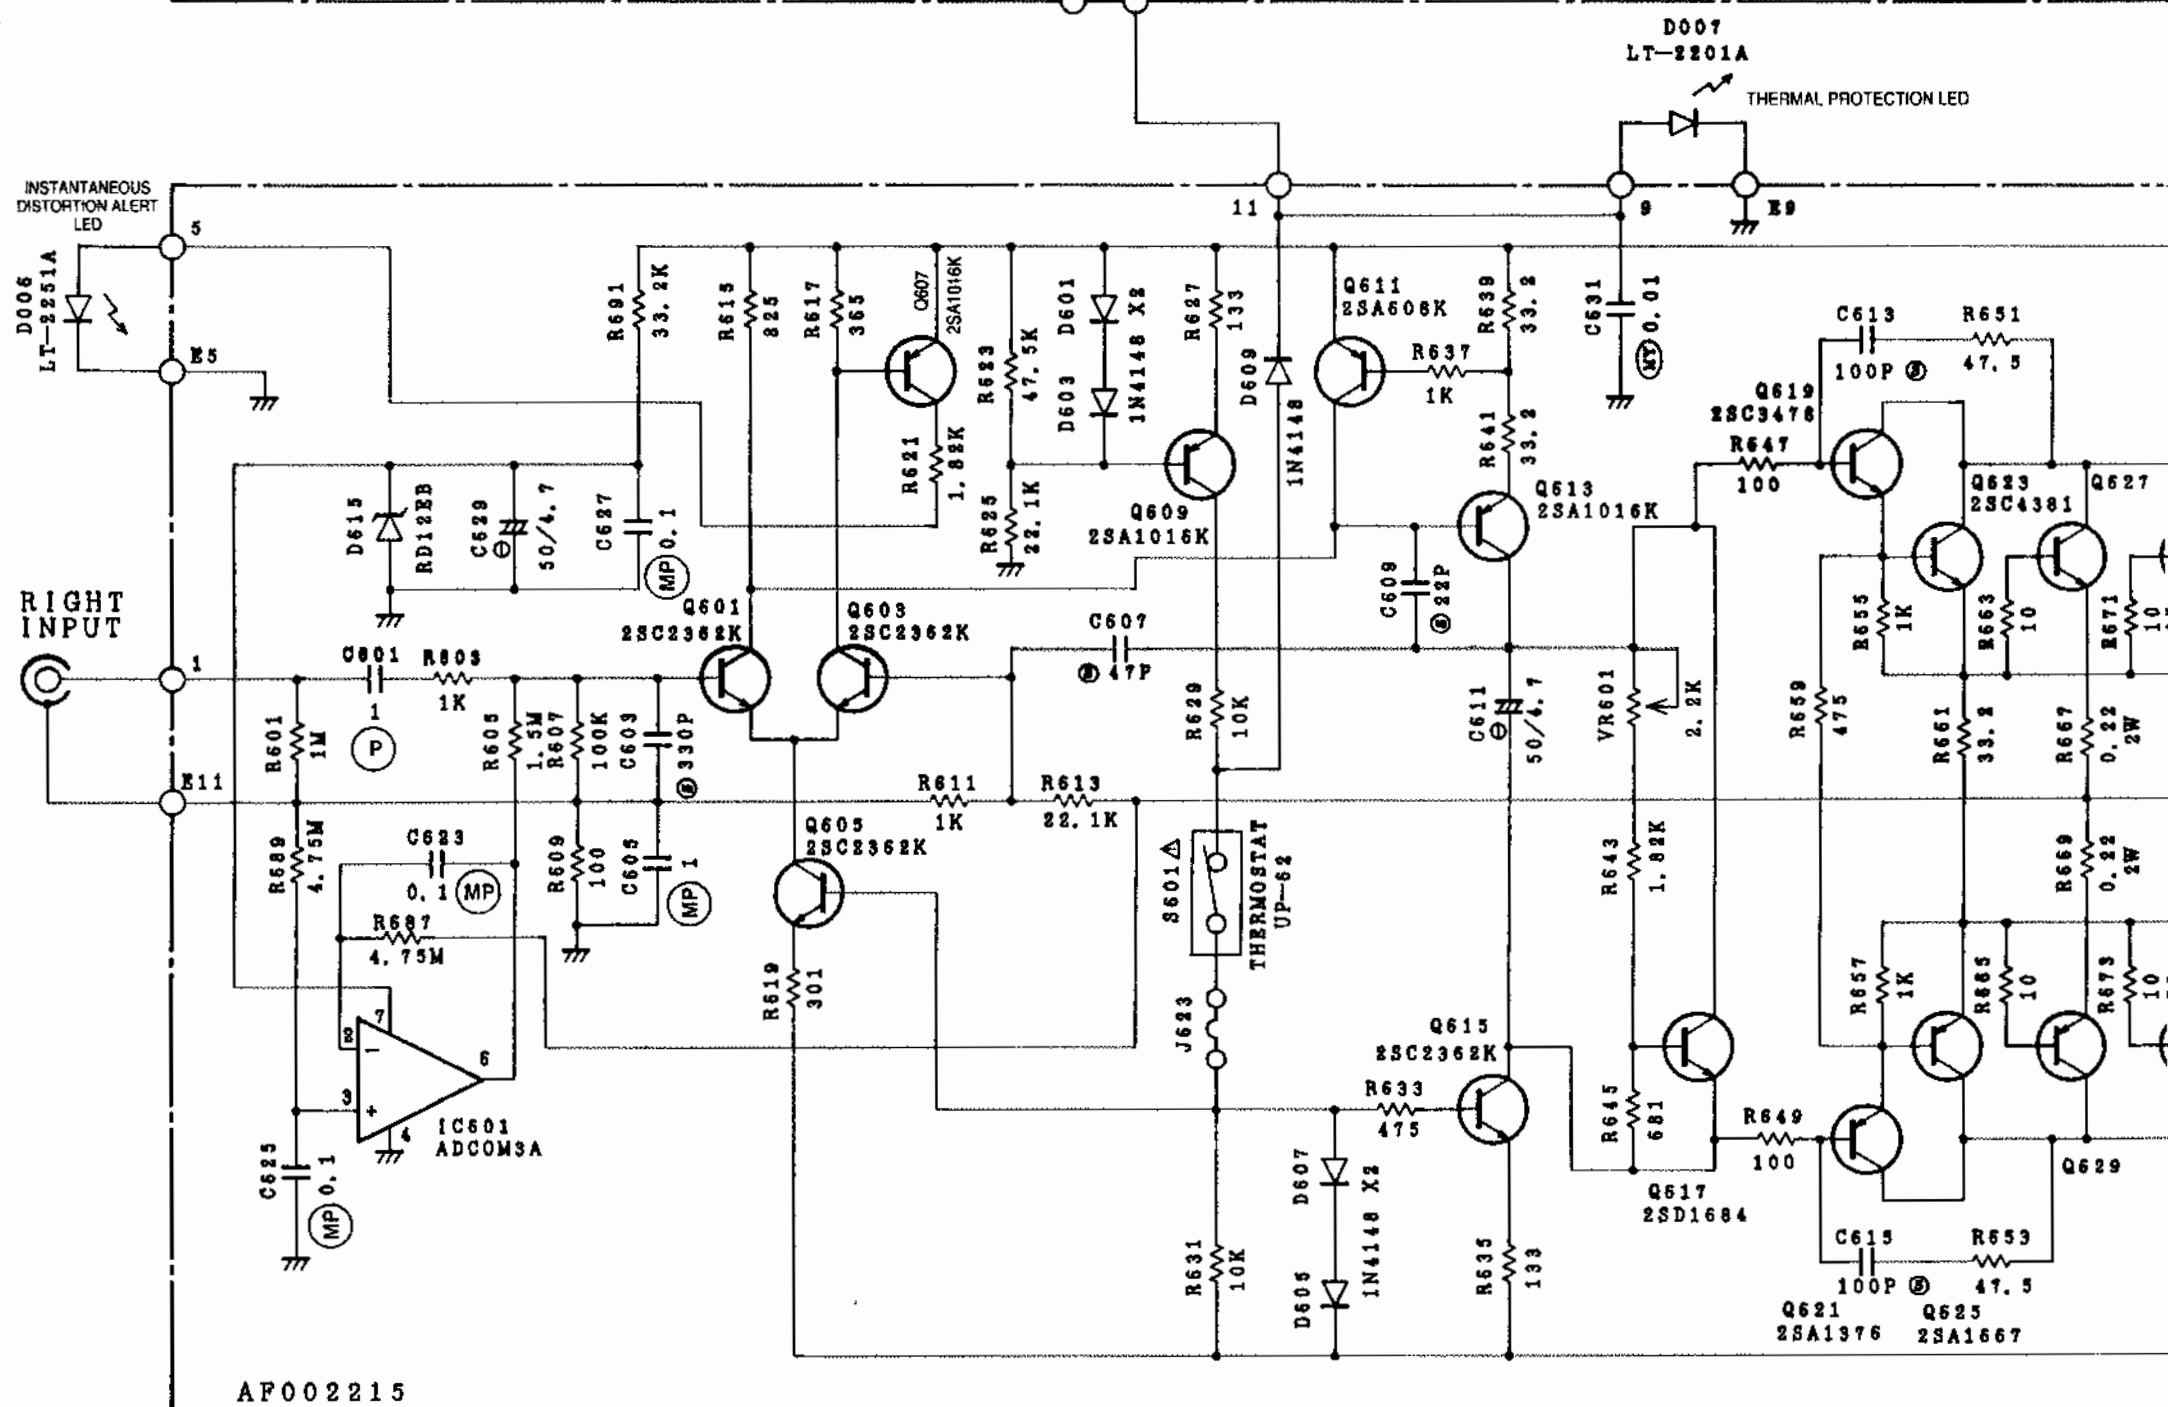 D007
LT-2201A
THERMAL PROTECTION LED
INSTANTANEOUS
DISTORTION ALERT
LED
5
D006
LT-2251A
E5
11
9
E9
R691
33.2K
R615
825
R617
365
Q607
2SA1016K
R621
1.82K
R623
47.5K
R625
22.1K
D601
D603
1N4148 X2
R627
133
Q609
2SA1016K
D609
1N4148
Q611
2SA608K
R637
1K
R639
33.2
R641
33.2
Q613
2SA1016K
C631
0.01
MY
C613
100P
S
R651
47.5
Q619
2SC3478
R647
100
Q623
2SC4381
Q627
D615
RD12EB
C629
50/4.7
C627
0.1
MP
RIGHT
INPUT
1
C601
1
P
R603
1K
E11
R601
1M
R605
1.5M
R607
100K
C603
330P
Q601
2SC2362K
Q603
2SC2362K
C607
S 47P
C609
22P
R629
10K
C611
50/4.7
VR601
2.2K
R655
1K
R663
10
R671
10
R659
475
R661
33.2
R667
0.22
2W
R669
0.22
2W
R689
4.75M
C623
0.1
MP
R687
4.75M
R609
100
C605
1
MP
R611
1K
R613
22.1K
Q605
2SC2362K
R619
301
S601
THERMOSTAT
UP-62
J623
R643
1.82K
R645
681
R657
1K
R665
10
R673
10
7
8
-
6
3
+
4
IC601
ADCOM3A
C625
0.1
MP
Q615
2SC2362K
R633
475
D607
D605
1N4148 X2
R631
10K
R635
133
R649
100
Q617
2SD1684
Q629
C615
100P
S
R653
47.5
Q621
2SA1376
Q625
2SA1667
AF002215